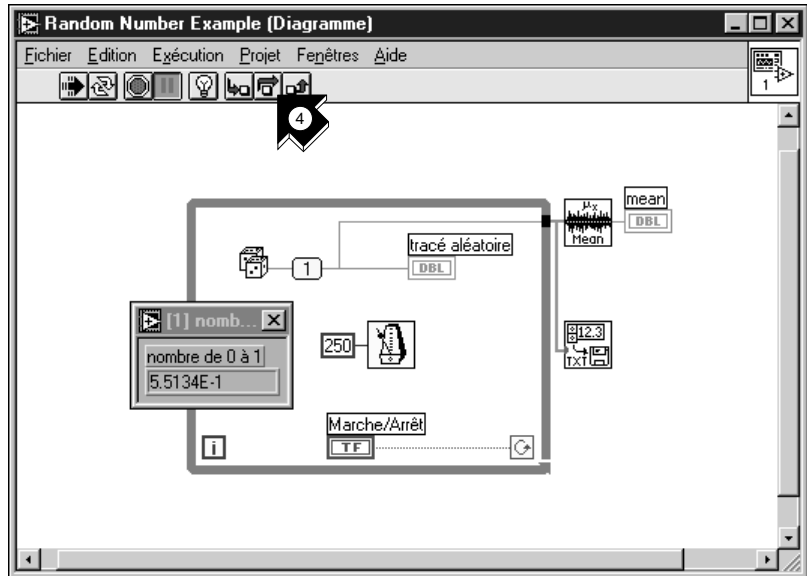 Random Number Example (Diagramme)
Fichier Edition Exécution Projet Fenêtres Aide
1
4
mean
µx
Mean
DBL
tracé aléatoire
1
DBL
[1] nomb...
nombre de 0 à 1
5.5134E-1
250
12.3
TXT
Marche/Arrêt
i
TF